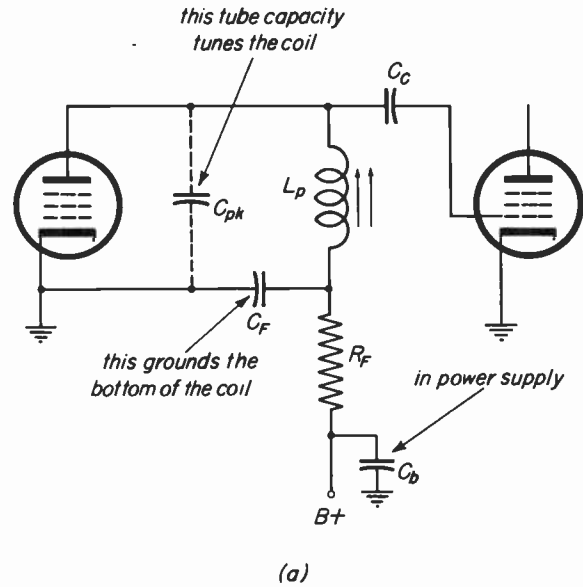 this tube capacity
tunes the coil
C_C
L_p
C_pk
C_F
this grounds the
bottom of the coil
R_F
in power supply
C_b
B+
(a)